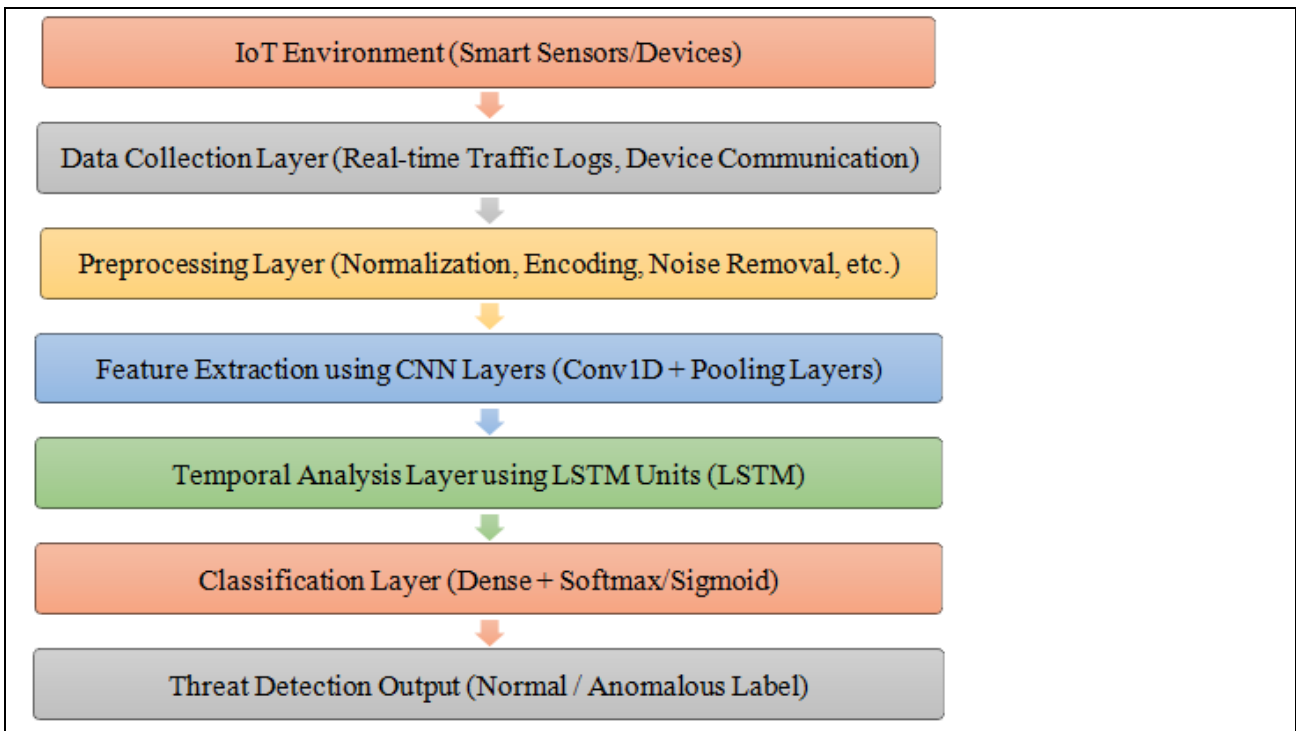 IoT Environment (Smart Sensors/Devices)
Data Collection Layer (Real-time Traffic Logs, Device Communication)
Preprocessing Layer (Normalization, Encoding, Noise Removal, etc.)
Feature Extraction using CNN Layers (Conv1D + Pooling Layers)
Temporal Analysis Layer using LSTM Units (LSTM)
Classification Layer (Dense + Softmax/Sigmoid)
Threat Detection Output (Normal / Anomalous Label)